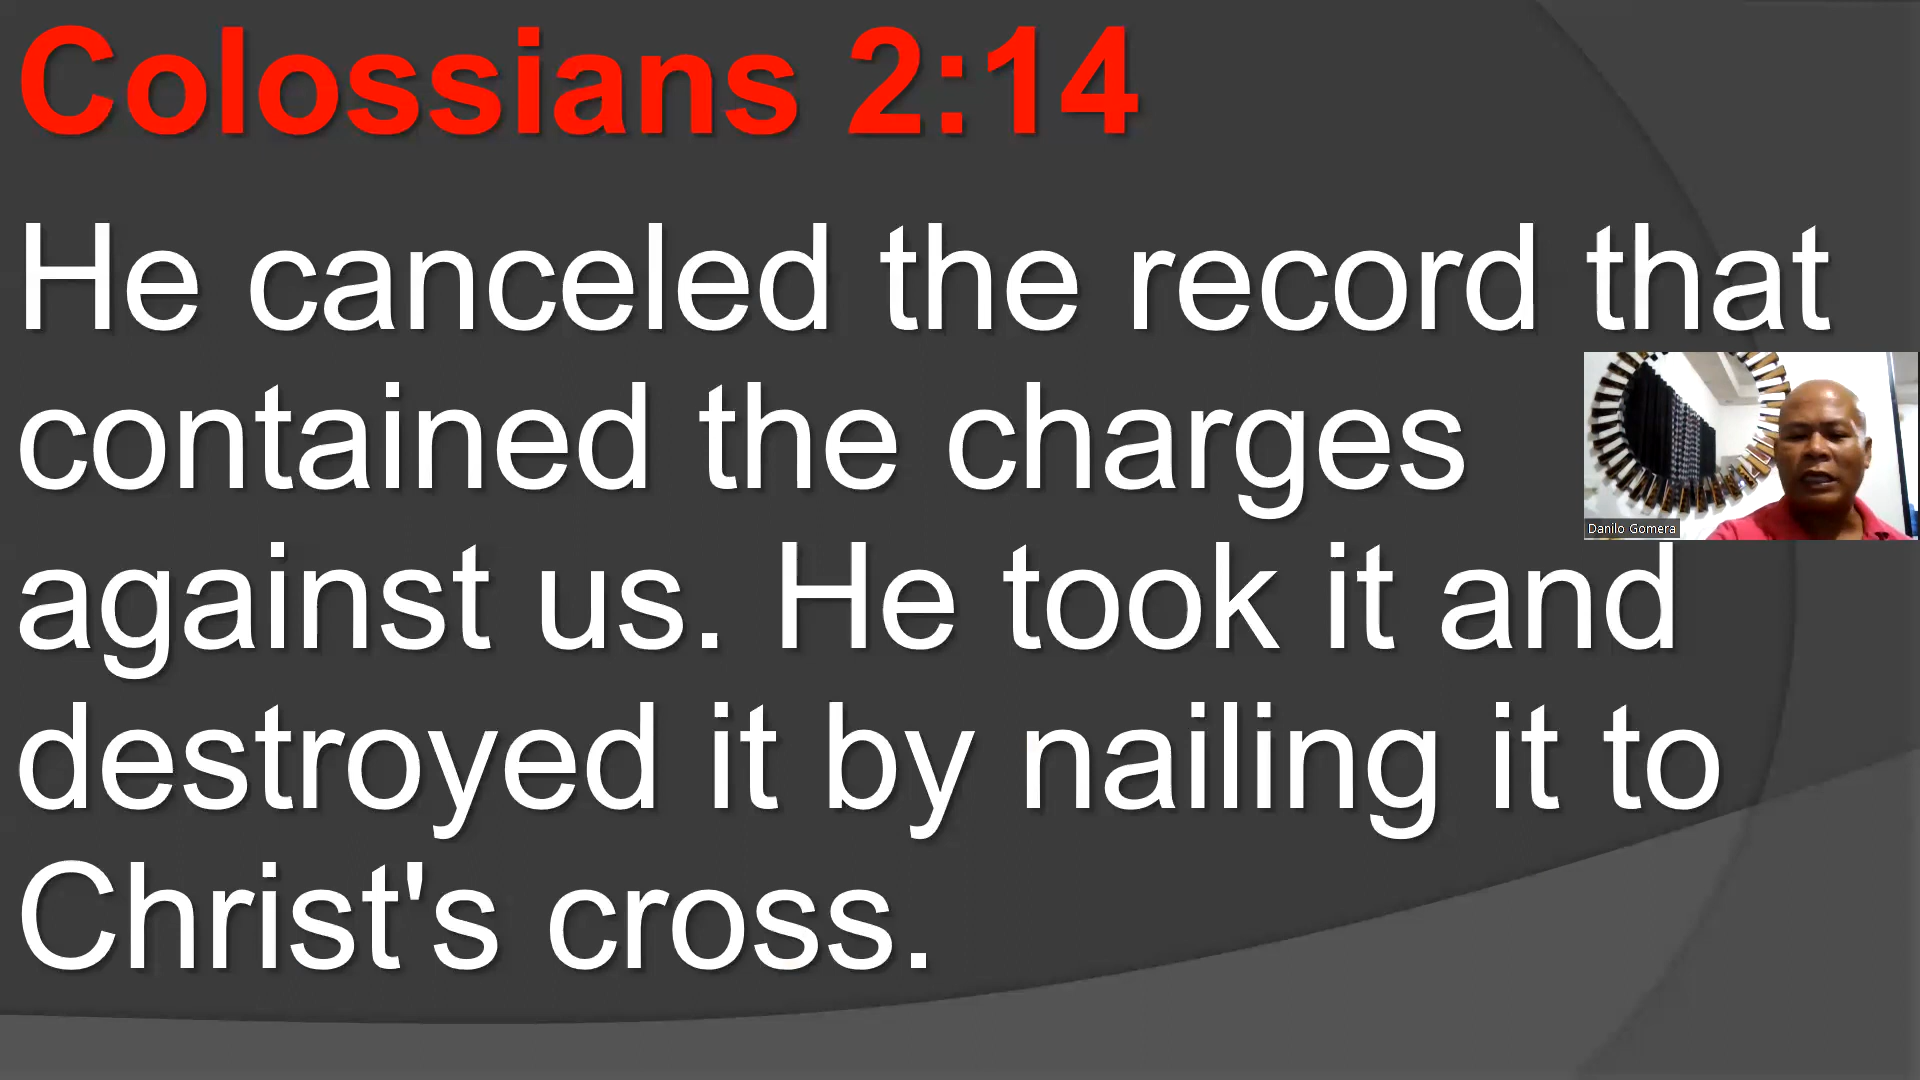 Colossians 2:14
He canceled the record that
contained the charges
against us. He took it and
destroyed it by nailing it to
Christ's cross.
Danilo Gomera